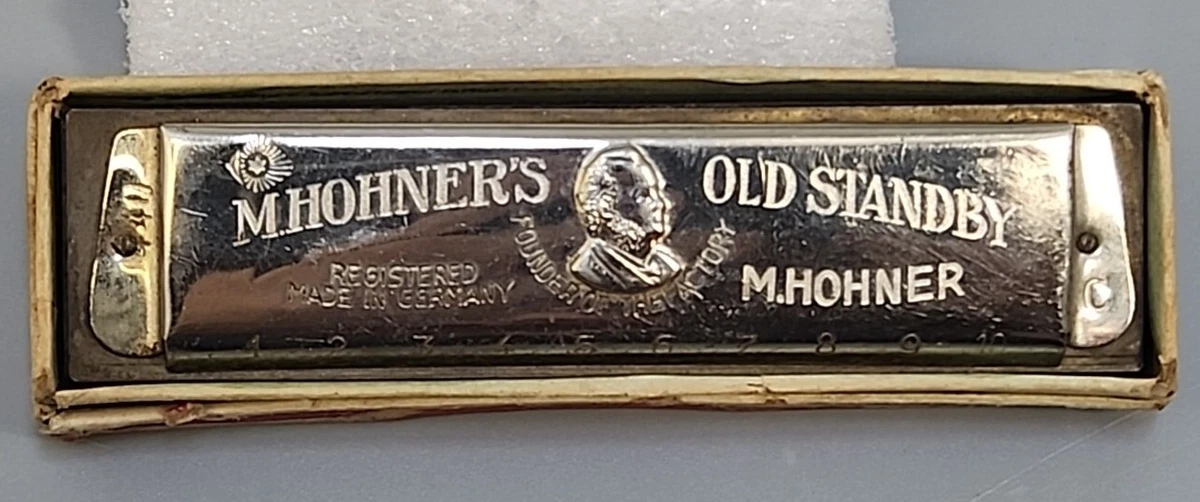 M.HOHNER'S
OLD STANDBY
FOUNDER OF THE FACTORY
REGISTERED
MADE IN GERMANY
M.HOHNER
C
1 2 3 4 5 6 7 8 9 10